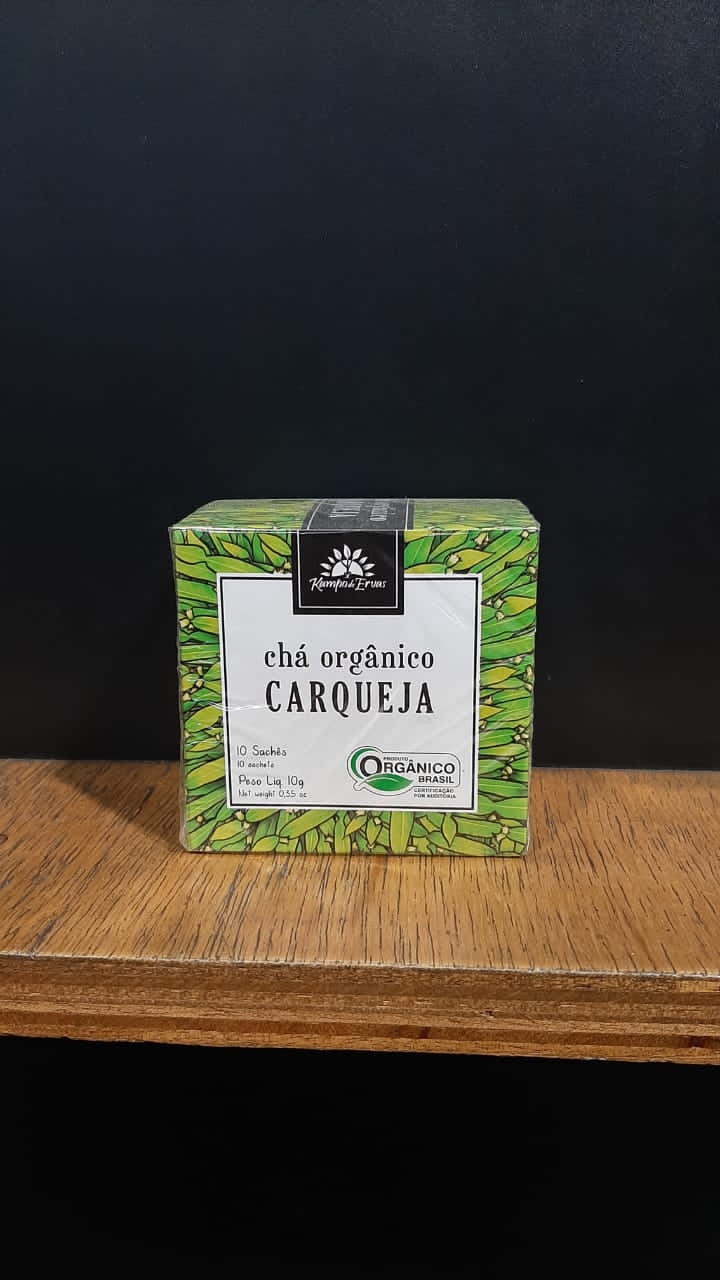 Kampo de Ervas
chá orgânico
CARQUEJA
10 Sachês
10 sachets
Peso Liq. 10g
Net. weight 0,35 oz
PRODUTO
ORGÂNICO
BRASIL
CERTIFICAÇÃO
POR AUDITORIA